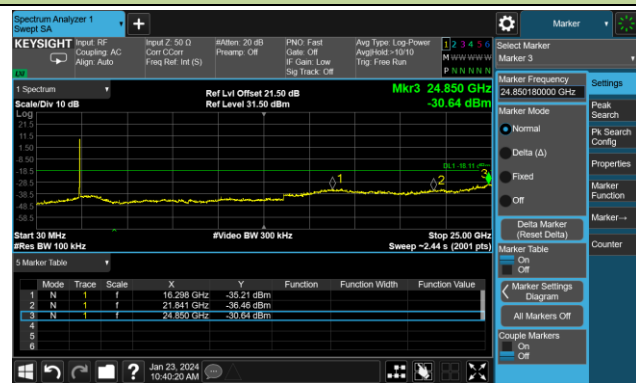 Spectrum Analyzer 1
Swept SA
Marker
KEYSIGHT
Input: RF
Coupling: AC
Align: Auto
Input Z: 50 Ω
Corr CCorr
Freq Ref: Int (S)
#Atten: 20 dB
Preamp: Off
PNO: Fast
Gate: Off
IF Gain: Low
Sig Track: Off
Avg Type: Log-Power
Avg|Hold:>10/10
Trig: Free Run
1 2 3 4 5 6
M W W W W W
P N N N N N
LV
Select Marker
Marker 3
1 Spectrum
Scale/Div 10 dB
Log
Ref Lvl Offset 21.50 dB
Ref Level 31.50 dBm
Mkr3 24.850 GHz
-30.64 dBm
21.5
11.5
1.50
-8.50
-18.5
-28.5
-38.5
-48.5
-58.5
DL1 -18.11 dBm
1
2
3
Start 30 MHz
#Res BW 100 kHz
#Video BW 300 kHz
Stop 25.00 GHz
Sweep ~2.44 s (2001 pts)
5 Marker Table
Mode Trace Scale X Y Function Function Width Function Value
1 N 1 f 16.298 GHz -35.21 dBm
2 N 1 f 21.841 GHz -36.46 dBm
3 N 1 f 24.850 GHz -30.64 dBm
4
5
6
Marker Frequency
24.850180000 GHz
Marker Mode
Normal
Delta (Δ)
Fixed
Off
Delta Marker
(Reset Delta)
Marker Table
On
Off
Marker Settings
Diagram
All Markers Off
Couple Markers
On
Off
Settings
Peak
Search
Pk Search
Config
Properties
Marker
Function
Marker→
Counter
?
Jan 23, 2024
10:40:20 AM